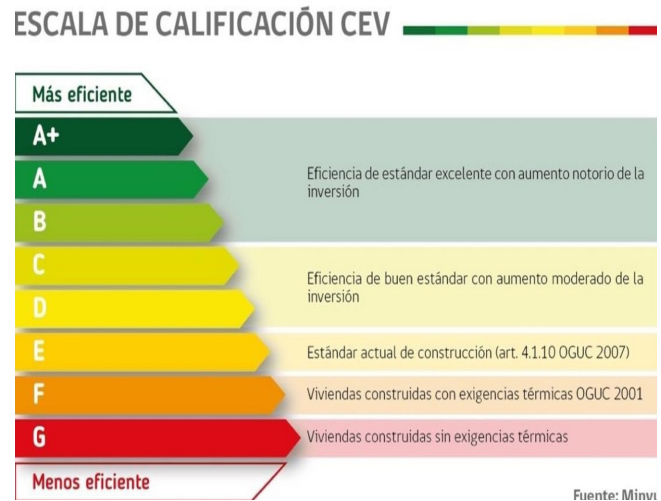 ESCALA DE CALIFICACIÓN CEV
Más eficiente
A+
A
Eficiencia de estándar excelente con aumento notorio de la
inversión
B
C
Eficiencia de buen estándar con aumento moderado de la
inversión
D
E
Estándar actual de construcción (art. 4.1.10 OGUC 2007)
F
Viviendas construidas con exigencias térmicas OGUC 2001
G
Viviendas construidas sin exigencias térmicas
Menos eficiente
Fuente: